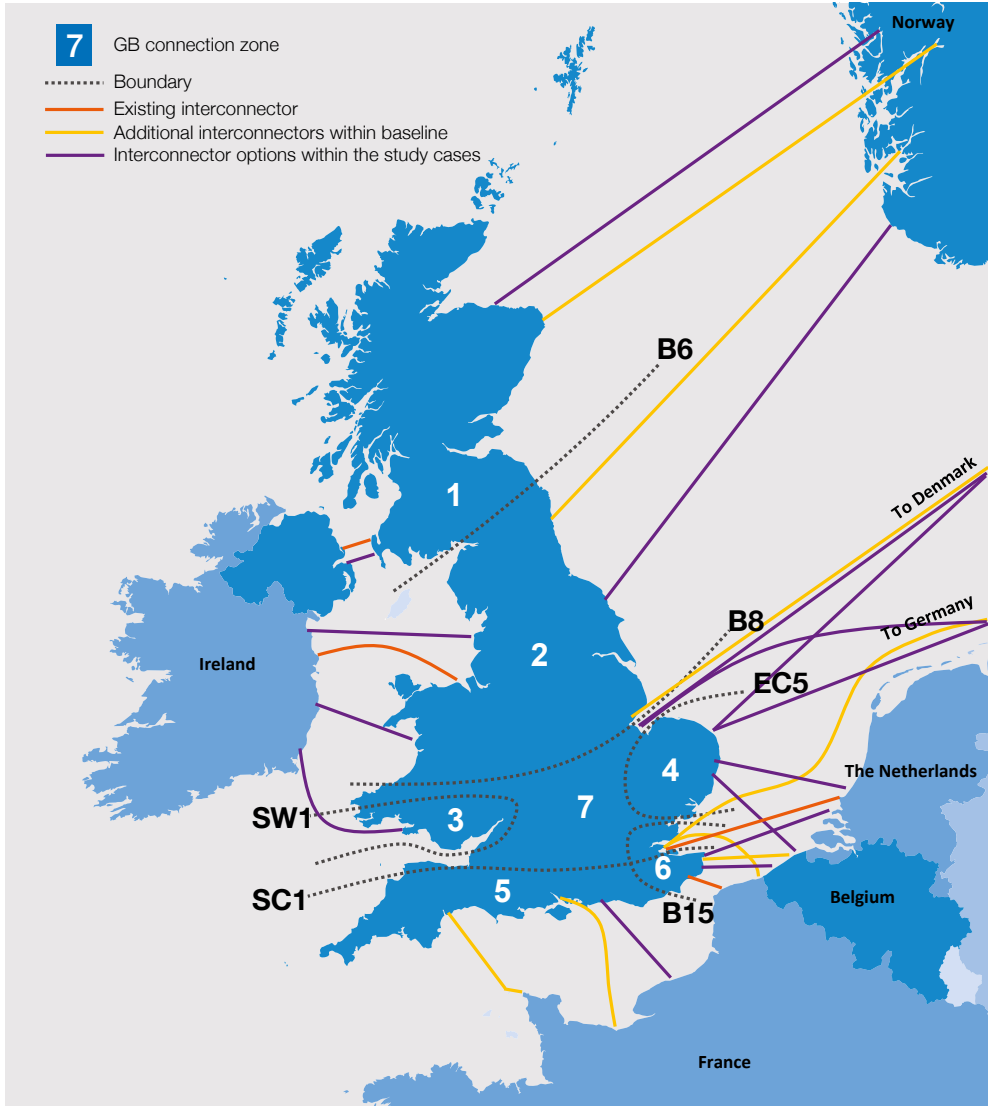 7 GB connection zone
Boundary
Existing interconnector
Additional interconnectors within baseline
Interconnector options within the study cases
Norway
B6
1
To Denmark
B8
To Germany
Ireland
2
EC5
4
The Netherlands
SW1
3
7
6
SC1
5
B15
Belgium
France